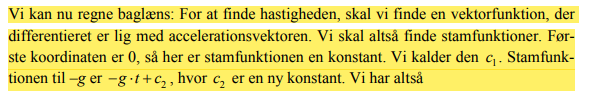 Vi kan nu regne baglæns: For at finde hastigheden, skal vi finde en vektorfunktion, der
differentieret er lig med accelerationsvektoren. Vi skal altså finde stamfunktioner. Før-
ste koordinaten er 0, så her er stamfunktionen en konstant. Vi kalder den c₁. Stamfunk-
tionen til –g er −g·t + c₂, hvor c₂ er en ny konstant. Vi har altså